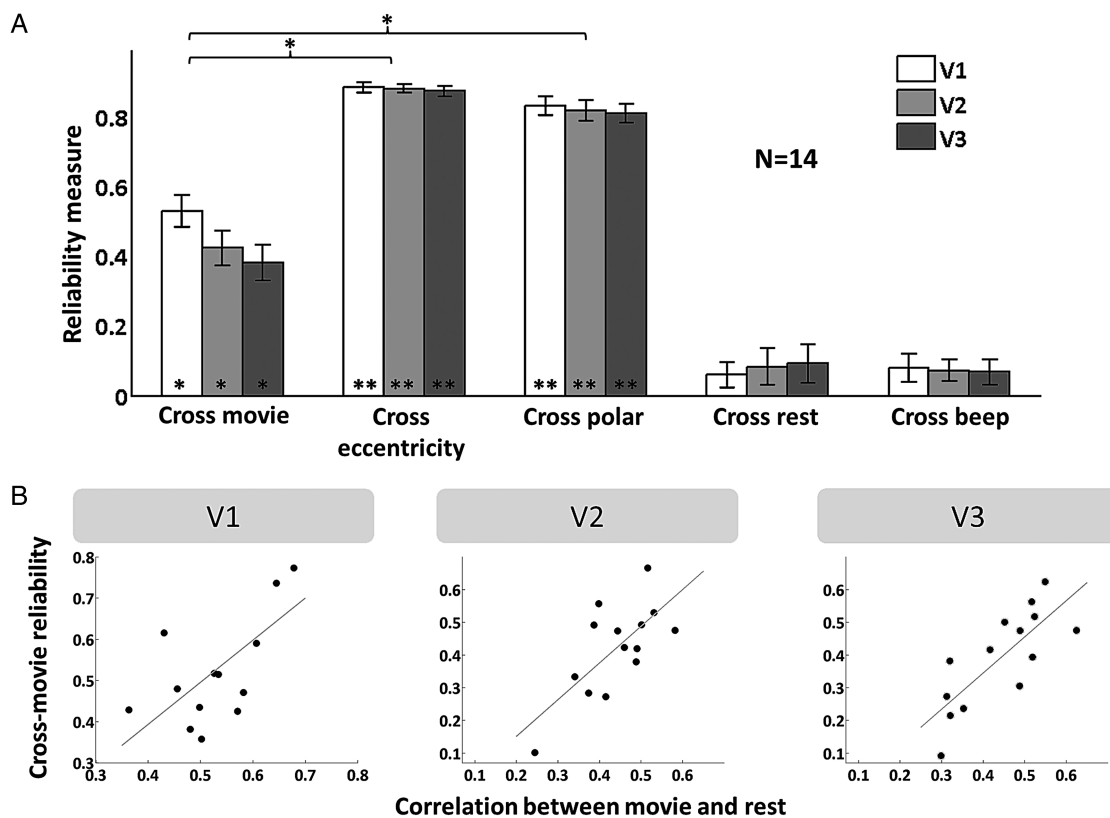 A
*
*
V1
V2
V3
N=14
Reliability measure
0.8
0.6
0.4
0.2
0
* * *
** ** **
** ** **
Cross movie
Cross eccentricity
Cross polar
Cross rest
Cross beep
B
V1
V2
V3
Cross-movie reliability
0.8
0.7
0.6
0.5
0.4
0.3
0.3 0.4 0.5 0.6 0.7 0.8
0.6
0.5
0.4
0.3
0.2
0.1
0.1 0.2 0.3 0.4 0.5 0.6
0.6
0.5
0.4
0.3
0.2
0.1
0.1 0.2 0.3 0.4 0.5 0.6
Correlation between movie and rest